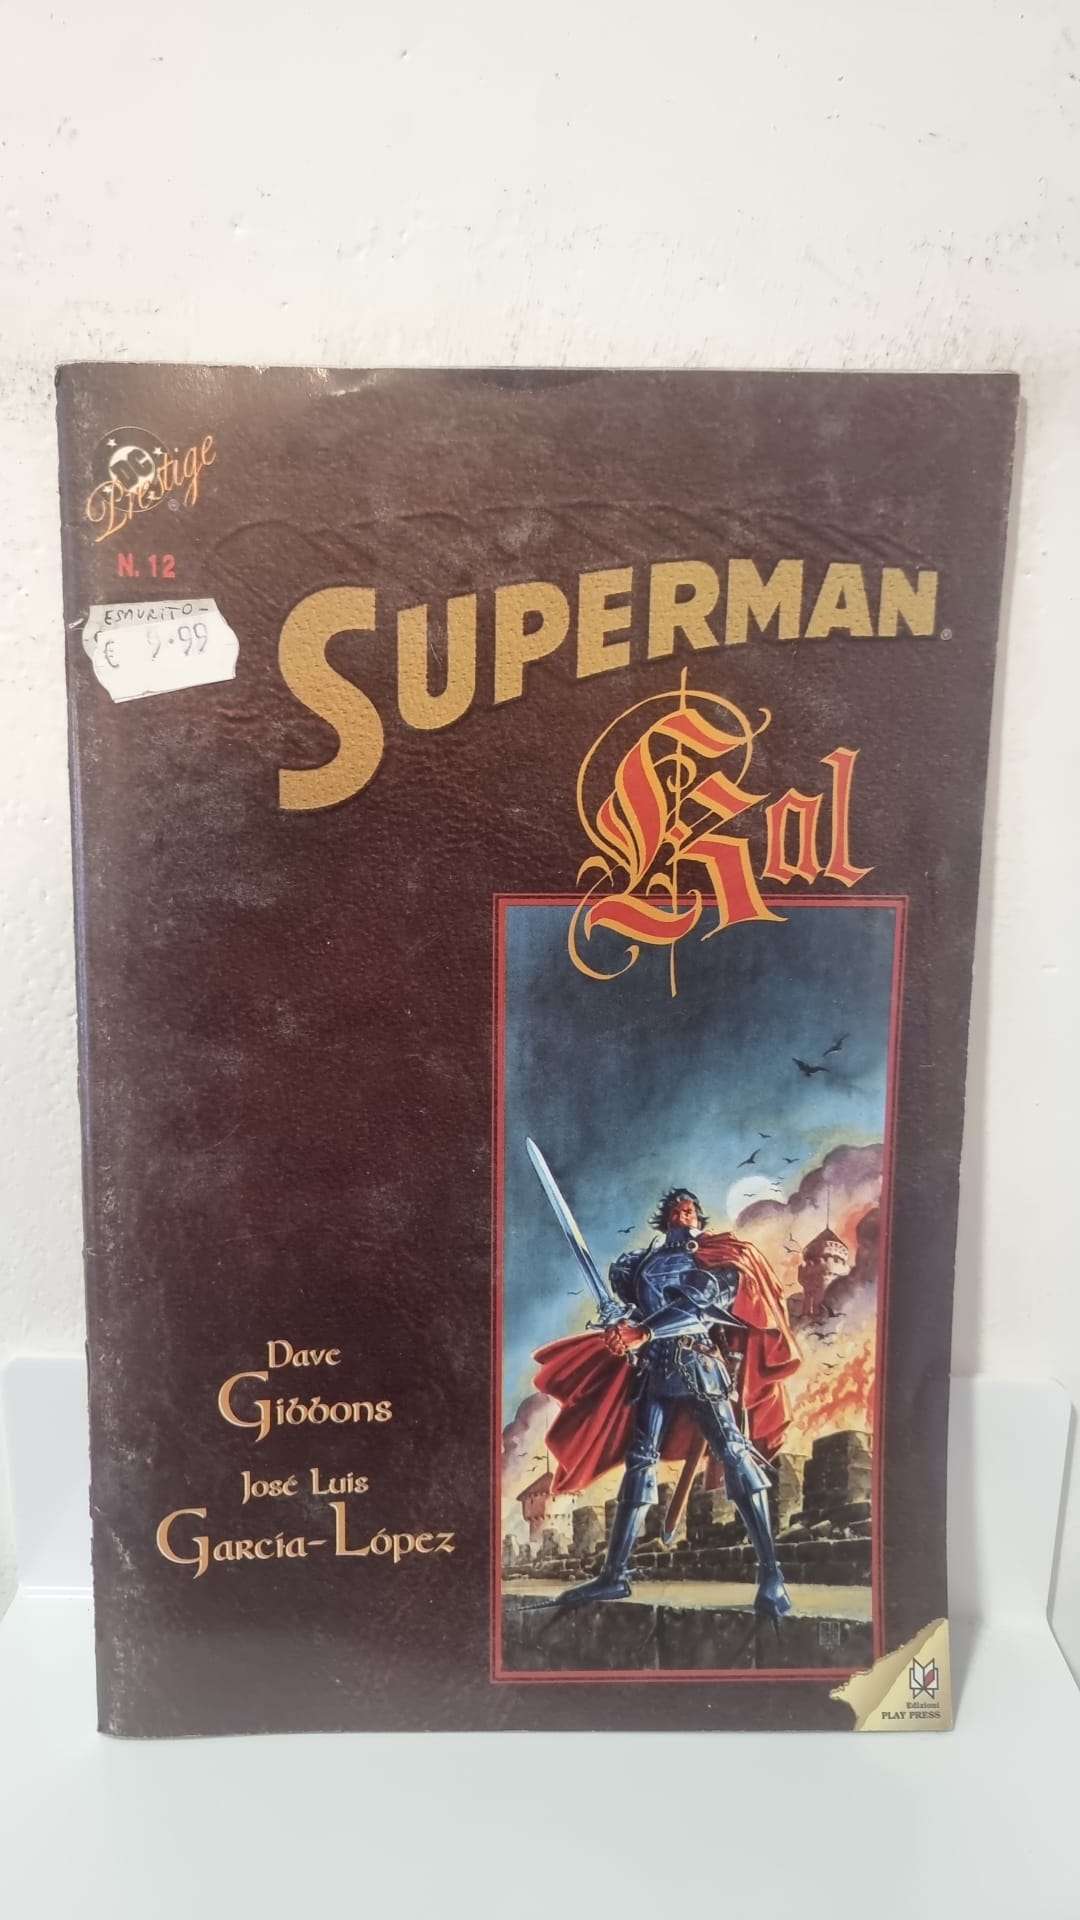 DC
Prestige
N. 12
ESAURITO-
€ 9.99
SUPERMAN
Kal
Dave
Gibbons
José Luis
García-López
Edizioni
PLAY PRESS